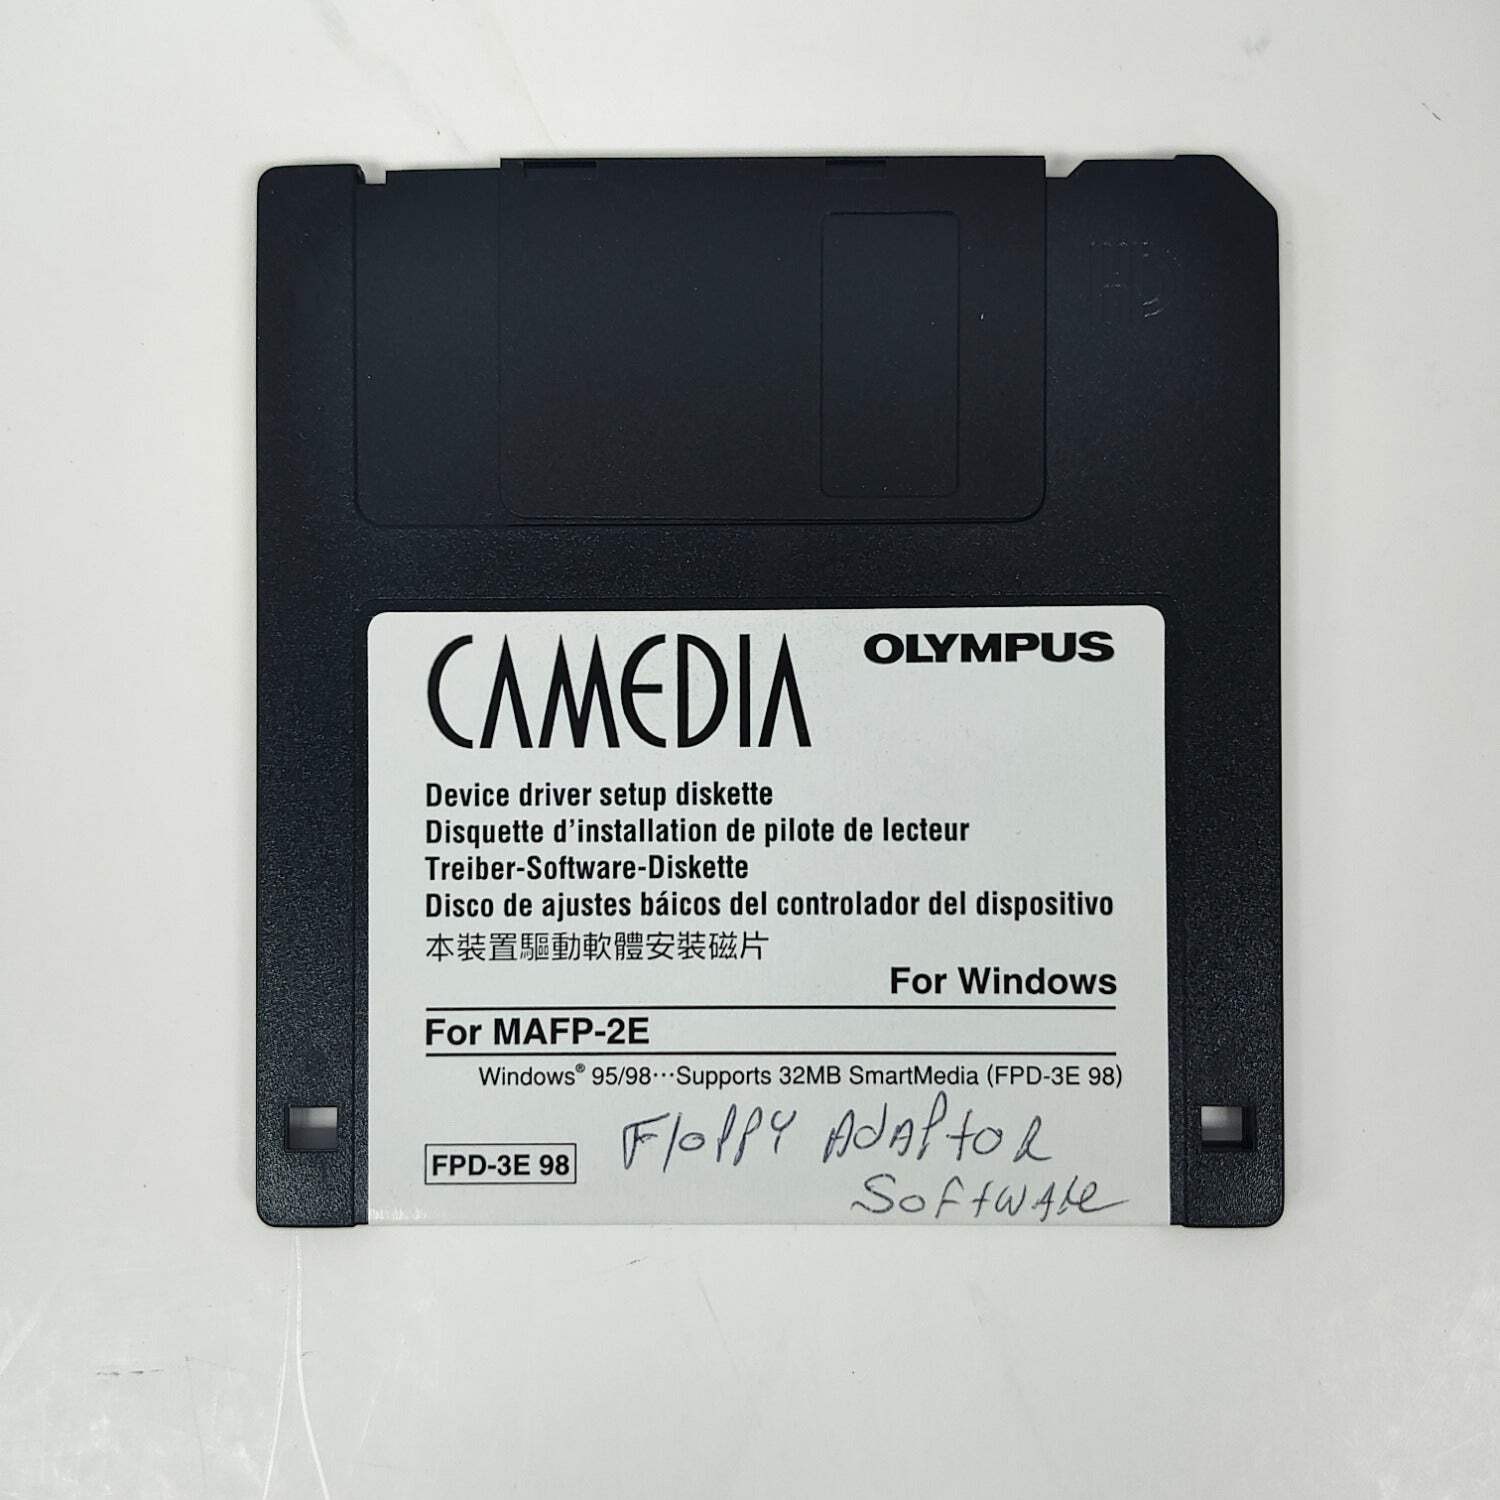 HD
CAMEDIA OLYMPUS
Device driver setup diskette
Disquette d'installation de pilote de lecteur
Treiber-Software-Diskette
Disco de ajustes báicos del controlador del dispositivo
本裝置驅動軟體安裝磁片
For Windows
For MAFP-2E
Windows® 95/98···Supports 32MB SmartMedia (FPD-3E 98)
Floppy AdAPtoR
SoftwARe
FPD-3E 98